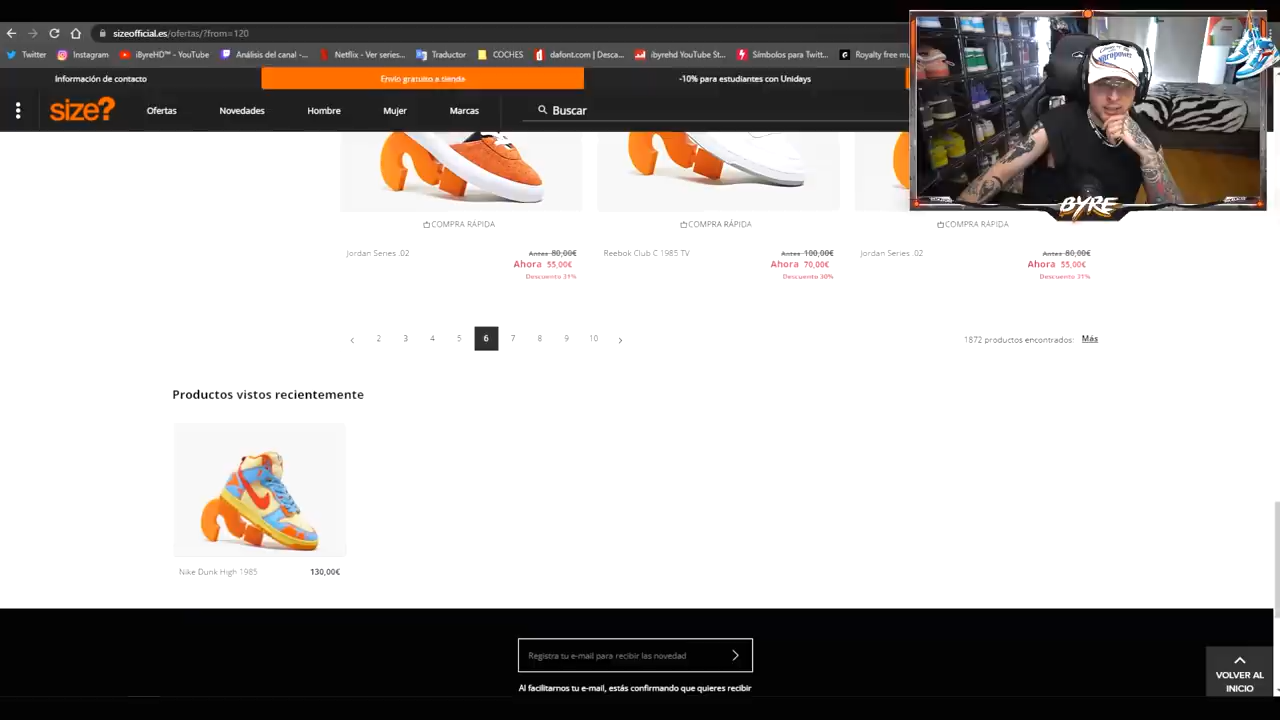 sizeofficial.es/ofertas/?from=120
Twitter
Instagram
iByreHD™ - YouTube
Análisis del canal -...
Netflix - Ver series...
Traductor
COCHES
dafont.com | Desca...
ibyrehd YouTube St...
Símbolos para Twitt...
Royalty free mu
Información de contacto
Envío gratuito a tienda
-10% para estudiantes con Unidays
size?
Ofertas
Novedades
Hombre
Mujer
Marcas
Buscar
BYRE
COMPRA RÁPIDA
COMPRA RÁPIDA
COMPRA RÁPIDA
Jordan Series .02
Antes 80,00€
Ahora 55,00€
Descuento 31%
Reebok Club C 1985 TV
Antes 100,00€
Ahora 70,00€
Descuento 30%
Jordan Series .02
Antes 80,00€
Ahora 55,00€
Descuento 31%
‹ 2 3 4 5 6 7 8 9 10 ›
1872 productos encontrados: Más
Productos vistos recientemente
Nike Dunk High 1985 130,00€
Registra tu e-mail para recibir las novedad
Al facilitarnos tu e-mail, estás confirmando que quieres recibir
VOLVER AL
INICIO